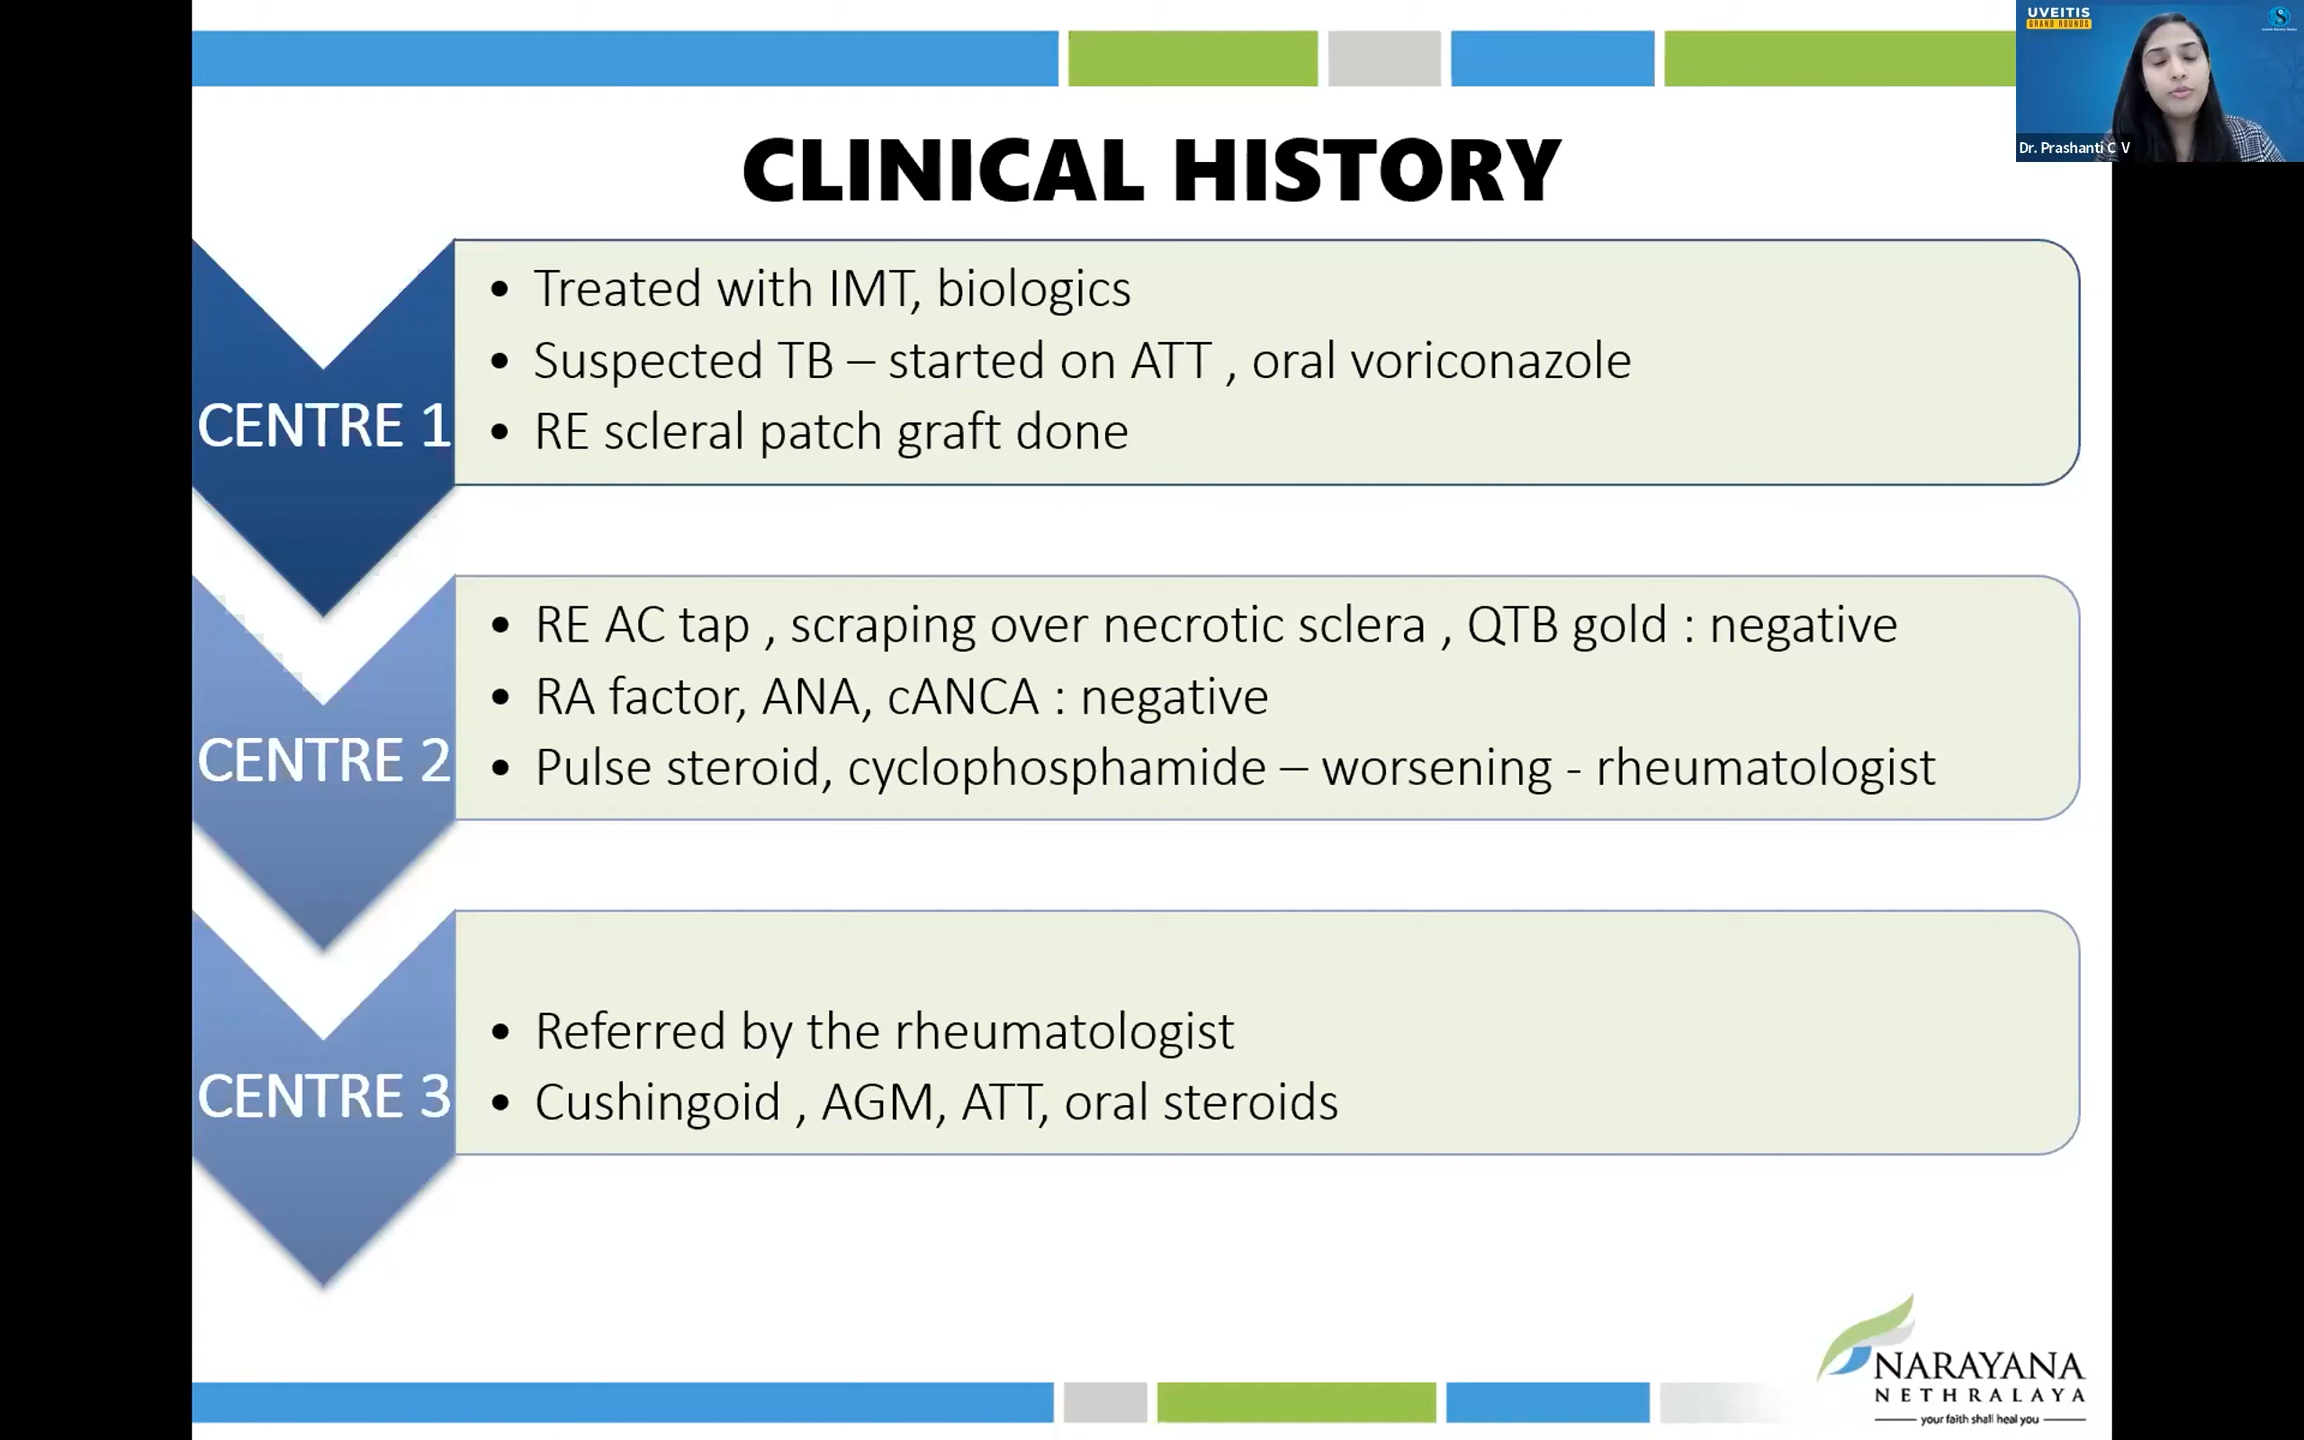 UVEITIS
GRAND ROUNDS
Dr. Prashanti C V
CLINICAL HISTORY
CENTRE 1
• Treated with IMT, biologics
• Suspected TB – started on ATT , oral voriconazole
• RE scleral patch graft done
CENTRE 2
• RE AC tap , scraping over necrotic sclera , QTB gold : negative
• RA factor, ANA, cANCA : negative
• Pulse steroid, cyclophosphamide – worsening - rheumatologist
CENTRE 3
• Referred by the rheumatologist
• Cushingoid , AGM, ATT, oral steroids
NARAYANA
NETHRALAYA
your faith shall heal you